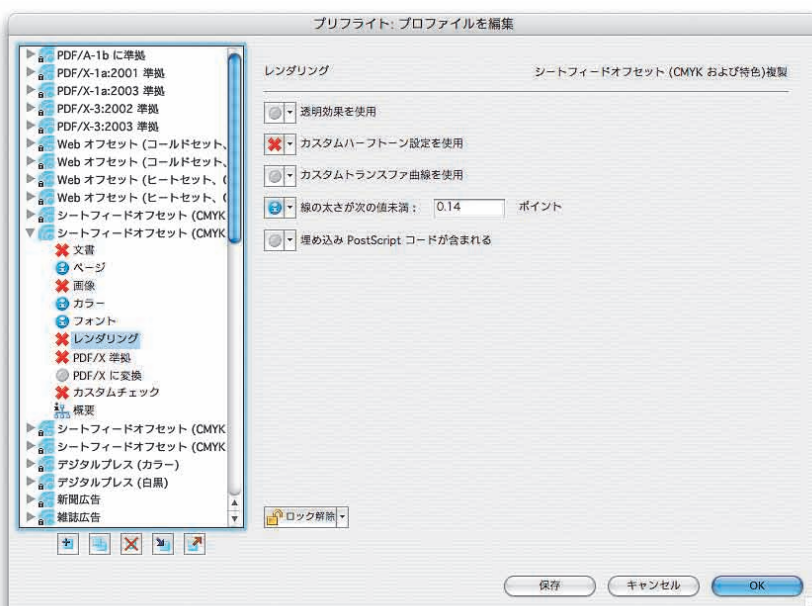 プリフライト: プロファイルを編集
PDF/A-1b に準拠
PDF/X-1a:2001 準拠
PDF/X-1a:2003 準拠
PDF/X-3:2002 準拠
PDF/X-3:2003 準拠
Web オフセット (コールドセット、
Web オフセット (コールドセット、
Web オフセット (ヒートセット、(
Web オフセット (ヒートセット、(
シートフィードオフセット (CMYK
シートフィードオフセット (CMYK
文書
ページ
画像
カラー
フォント
レンダリング
PDF/X 準拠
PDF/X に変換
カスタムチェック
概要
シートフィードオフセット (CMYK
シートフィードオフセット (CMYK
デジタルプレス (カラー)
デジタルプレス (白黒)
新聞広告
雑誌広告
レンダリング
シートフィードオフセット (CMYK および特色)複製
透明効果を使用
カスタムハーフトーン設定を使用
カスタムトランスファ曲線を使用
線の太さが次の値未満： 0.14 ポイント
埋め込み PostScript コードが含まれる
ロック解除
保存
キャンセル
OK